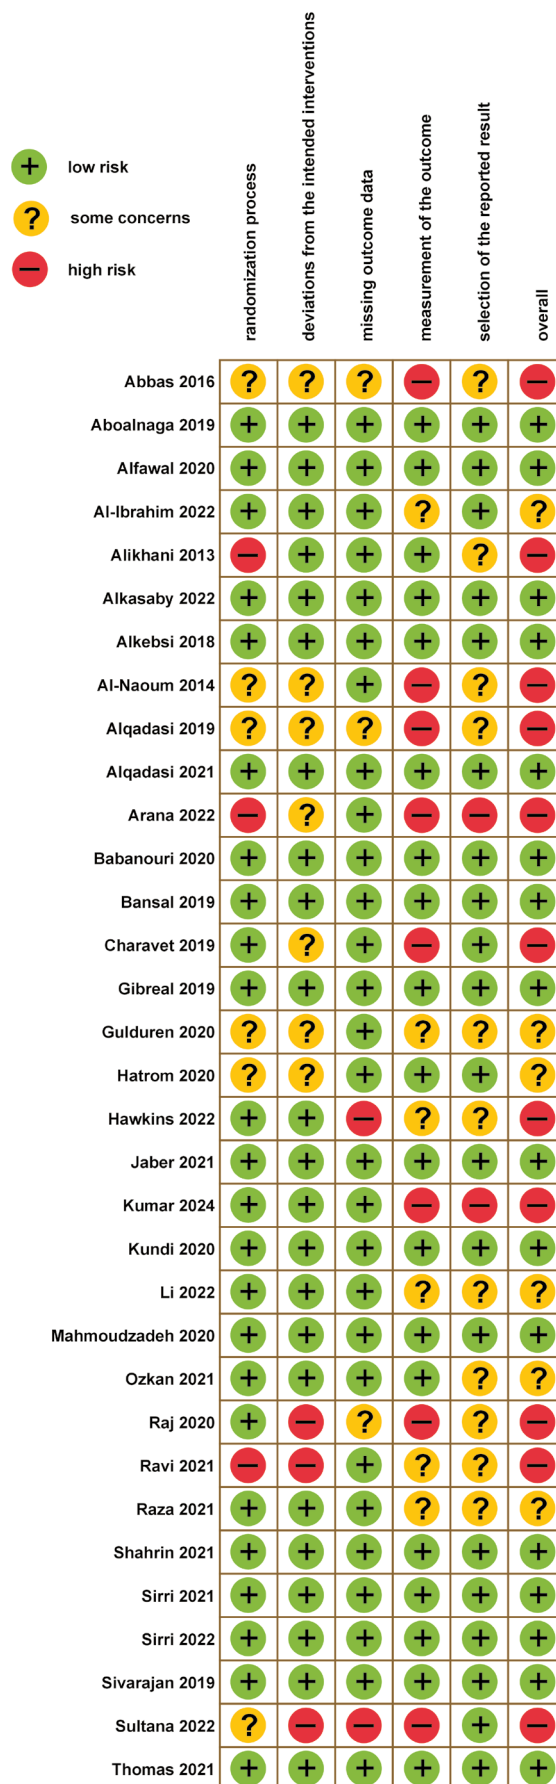 low risk
some concerns
high risk
randomization process
deviations from the intended interventions
missing outcome data
measurement of the outcome
selection of the reported result
overall
Abbas 2016 ? ? ? − ? −
Aboalnaga 2019 + + + + + +
Alfawal 2020 + + + + + +
Al-Ibrahim 2022 + + + ? + ?
Alikhani 2013 − + + + ? −
Alkasaby 2022 + + + + + +
Alkebsi 2018 + + + + + +
Al-Naoum 2014 ? ? + − ? −
Alqadasi 2019 ? ? ? − ? −
Alqadasi 2021 + + + + + +
Arana 2022 − ? + − − −
Babanouri 2020 + + + + + +
Bansal 2019 + + + + + +
Charavet 2019 + ? + − + −
Gibreal 2019 + + + + + +
Gulduren 2020 ? ? + ? ? ?
Hatrom 2020 ? ? + + + ?
Hawkins 2022 + + − ? ? −
Jaber 2021 + + + + + +
Kumar 2024 + + + − − −
Kundi 2020 + + + + + +
Li 2022 + + + ? ? ?
Mahmoudzadeh 2020 + + + + + +
Ozkan 2021 + + + + ? ?
Raj 2020 + − ? − ? −
Ravi 2021 − − + ? ? −
Raza 2021 + + + ? ? ?
Shahrin 2021 + + + + + +
Sirri 2021 + + + + + +
Sirri 2022 + + + + + +
Sivarajan 2019 + + + + + +
Sultana 2022 ? − − − + −
Thomas 2021 + + + + + +